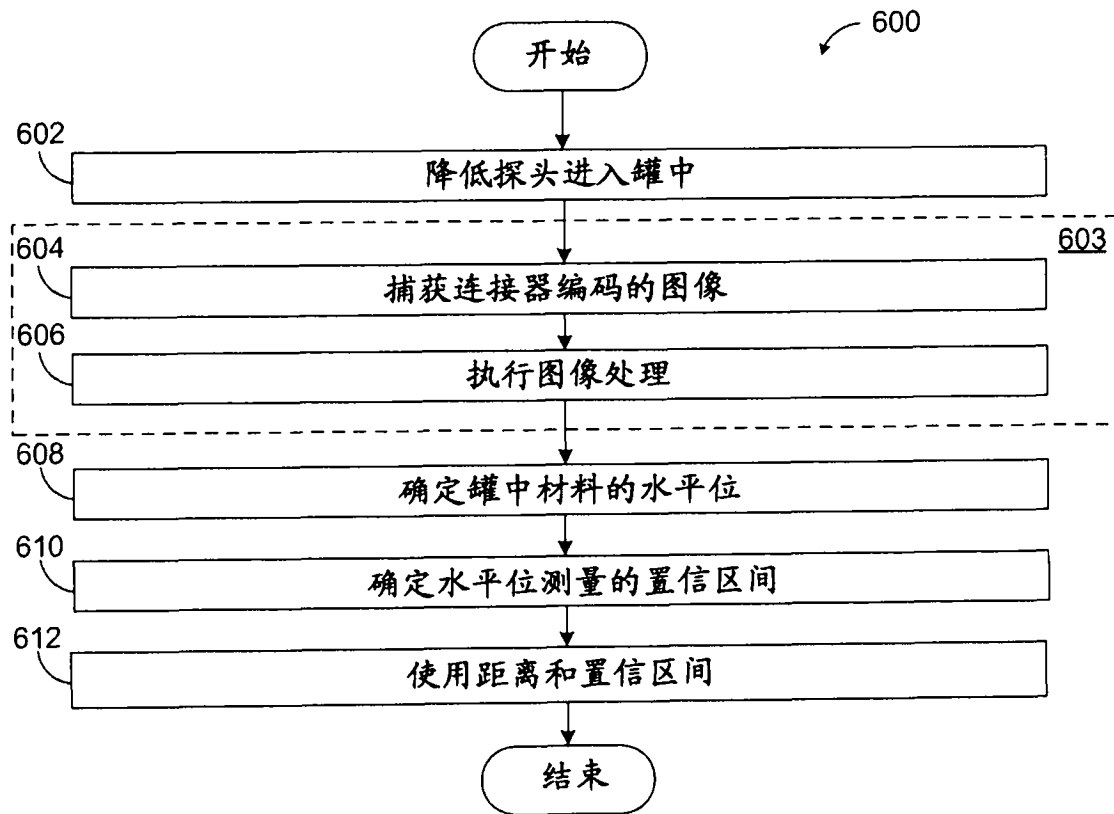 600
开始
602
降低探头进入罐中
603
604
捕获连接器编码的图像
606
执行图像处理
608
确定罐中材料的水平位
610
确定水平位测量的置信区间
612
使用距离和置信区间
结束